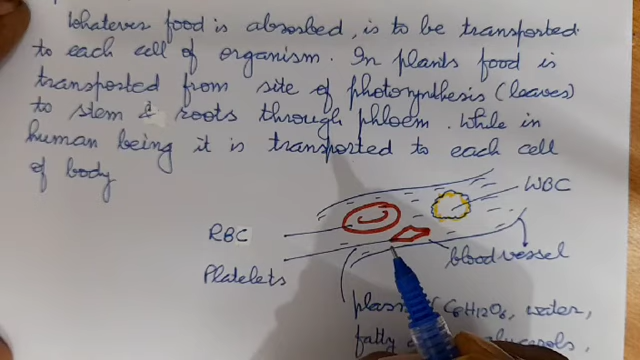 Whatever food is absorbed, is to be transported
to each cell of organism. In plants food is
transported from site of photosynthesis (leaves)
to stem & roots through phloem. While in
human being it is transported to each cell
of body
WBC
RBC
Platelets
blood vessel
C6H12O6, water,
fatty